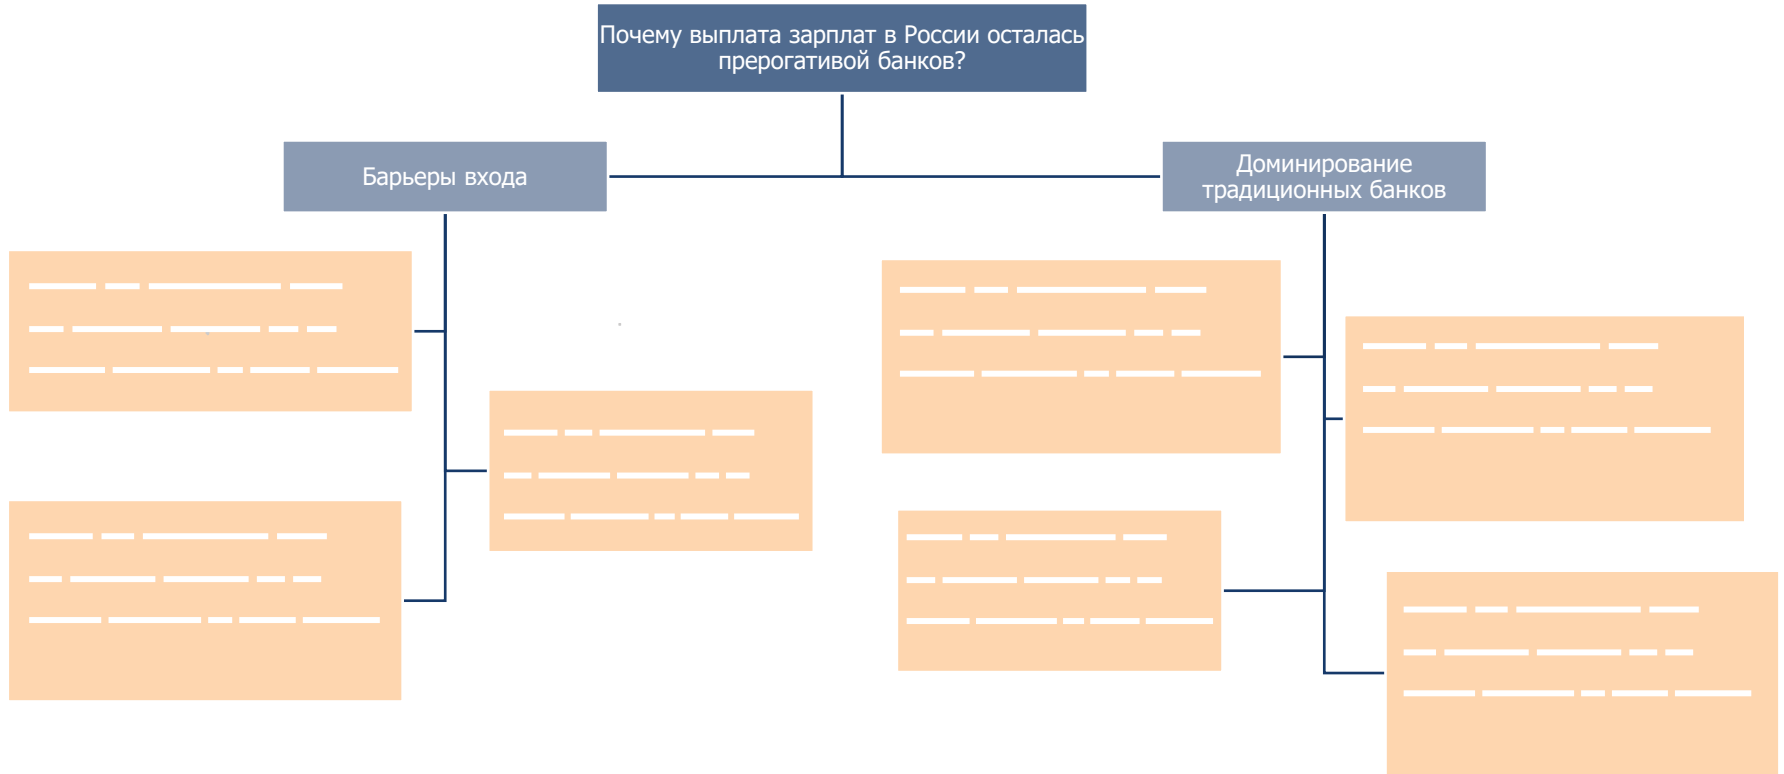 Почему выплата зарплат в России осталась
прерогативой банков?
Барьеры входа
Доминирование
традиционных банков